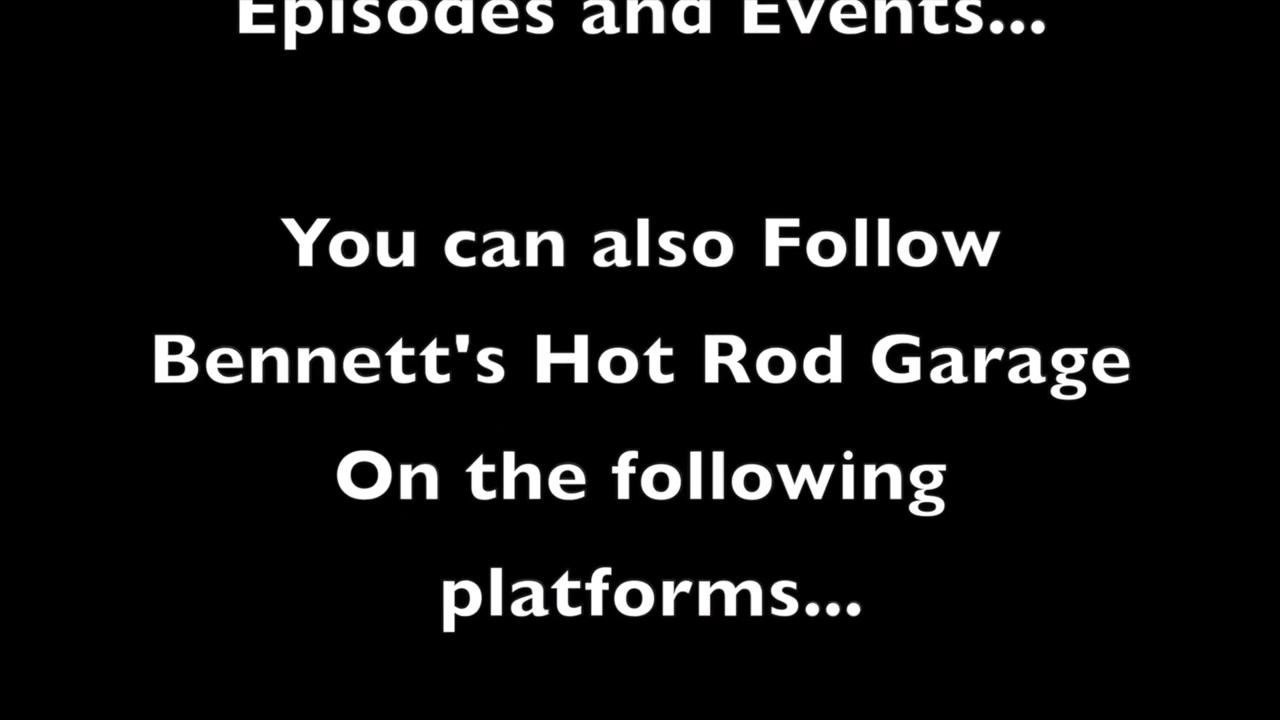 Episodes and Events...
You can also Follow
Bennett's Hot Rod Garage
On the following
platforms...